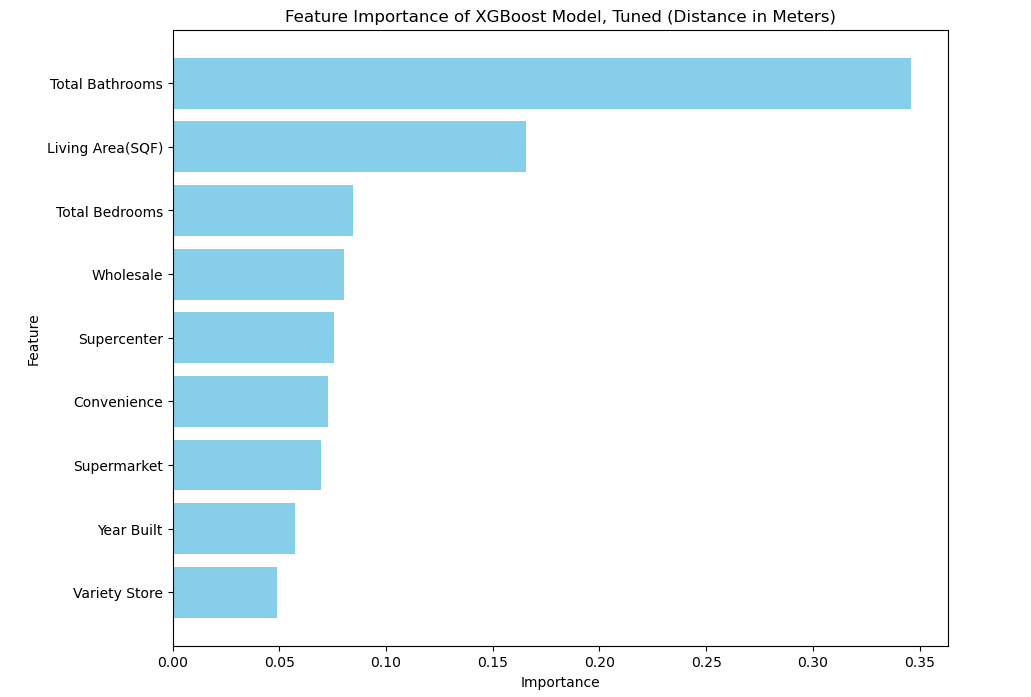 Feature Importance of XGBoost Model, Tuned (Distance in Meters)
Total Bathrooms
Living Area(SQF)
Total Bedrooms
Wholesale
Supercenter
Convenience
Supermarket
Year Built
Variety Store
Feature
0.00 0.05 0.10 0.15 0.20 0.25 0.30 0.35
Importance